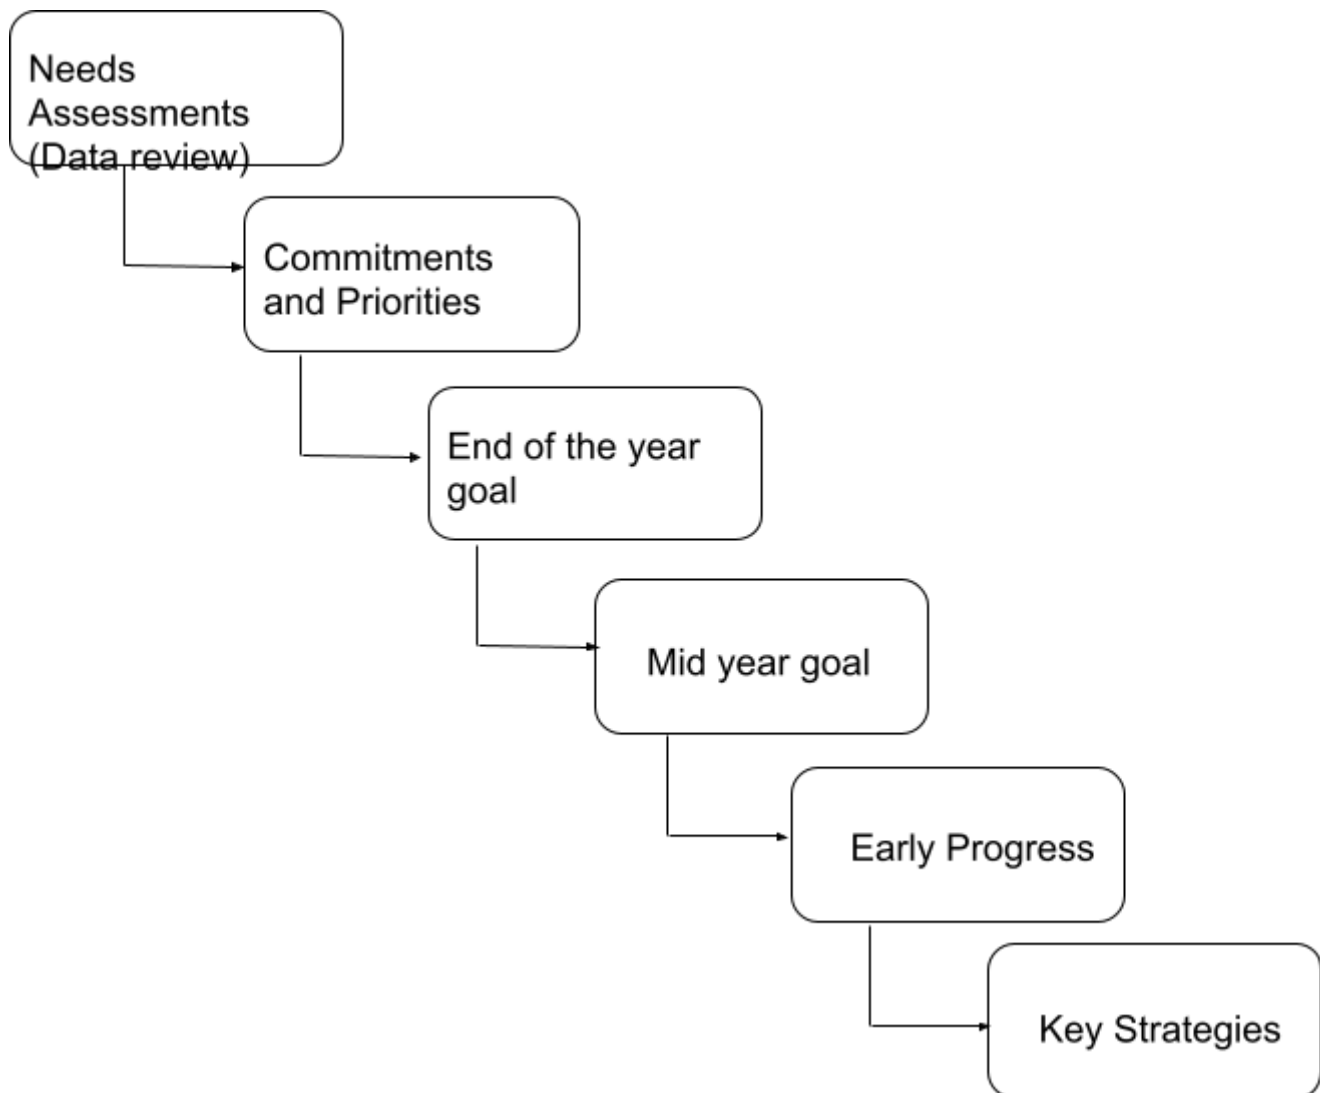 Needs
Assessments
(Data review)
Commitments
and Priorities
End of the year
goal
Mid year goal
Early Progress
Key Strategies